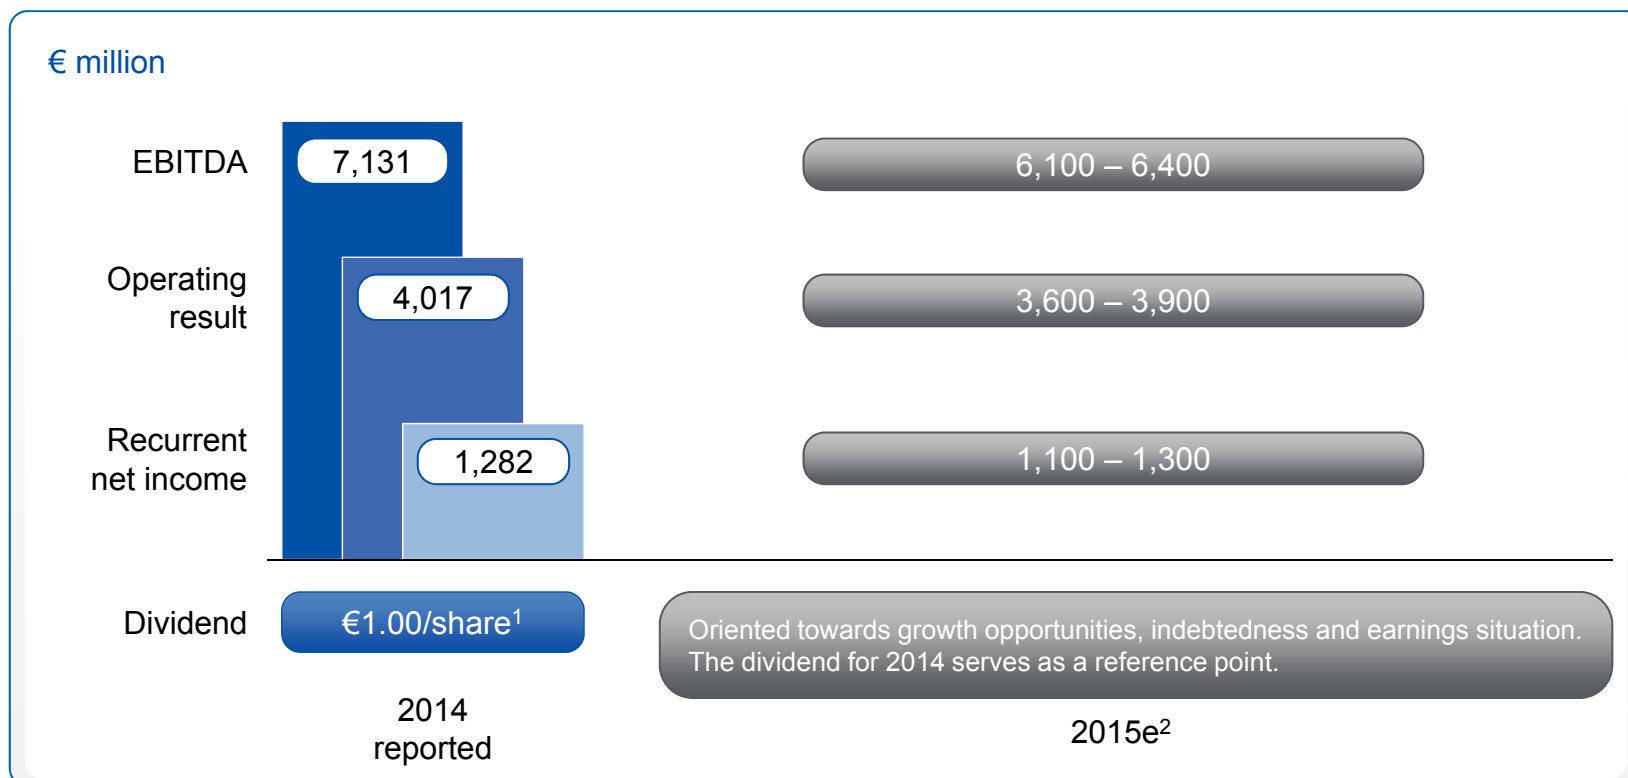 € million
EBITDA
7,131
6,100 – 6,400
Operating
result
4,017
3,600 – 3,900
Recurrent
net income
1,282
1,100 – 1,300
Dividend
€1.00/share¹
Oriented towards growth opportunities, indebtedness and earnings situation.
The dividend for 2014 serves as a reference point.
2014
reported
2015e²